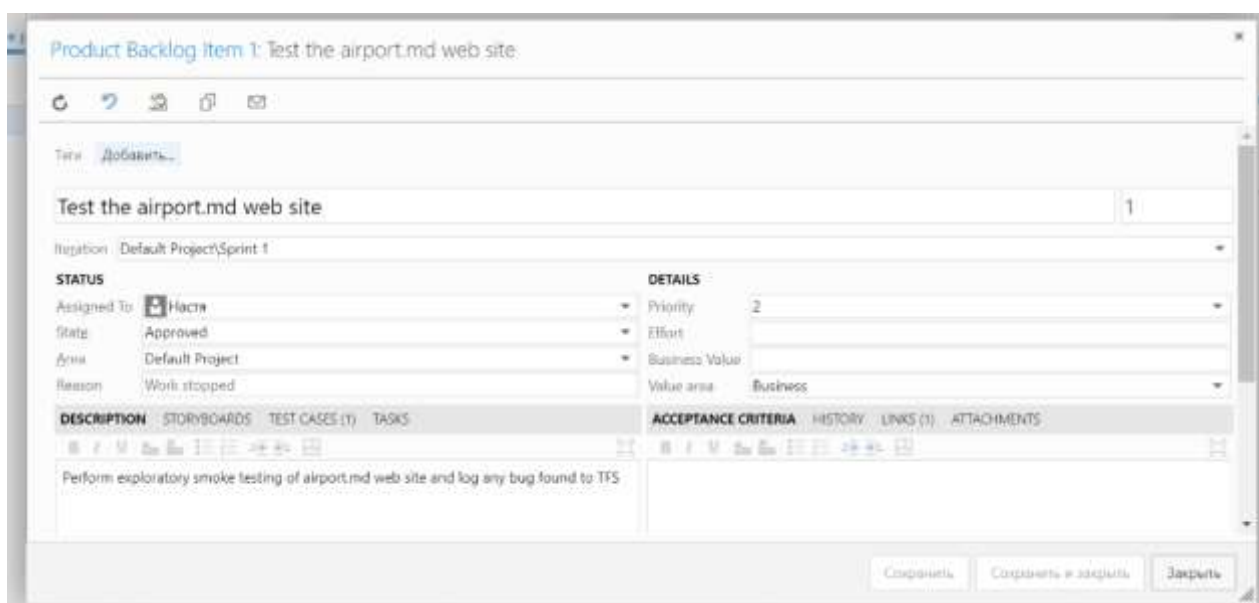 Product Backlog Item 1: Test the airport.md web site
Теги Добавить...
Test the airport.md web site 1
Iteration Default Project\Sprint 1
STATUS DETAILS
Assigned To Настя Priority 2
State Approved Effort
Area Default Project Business Value
Reason Work stopped Value area Business
DESCRIPTION STORYBOARDS TEST CASES (1) TASKS ACCEPTANCE CRITERIA HISTORY LINKS (1) ATTACHMENTS
Perform exploratory smoke testing of airport.md web site and log any bug found to TFS
Сохранить Сохранить и закрыть Закрыть